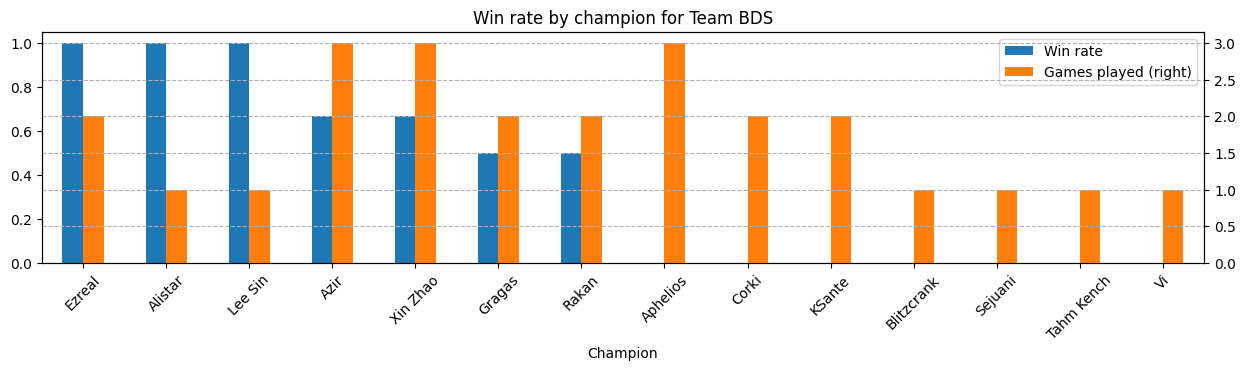 Win rate by champion for Team BDS
Win rate
Games played (right)
1.0
0.8
0.6
0.4
0.2
0.0
3.0
2.5
2.0
1.5
1.0
0.5
0.0
Ezreal
Alistar
Lee Sin
Azir
Xin Zhao
Gragas
Rakan
Aphelios
Corki
KSante
Blitzcrank
Sejuani
Tahm Kench
Vi
Champion